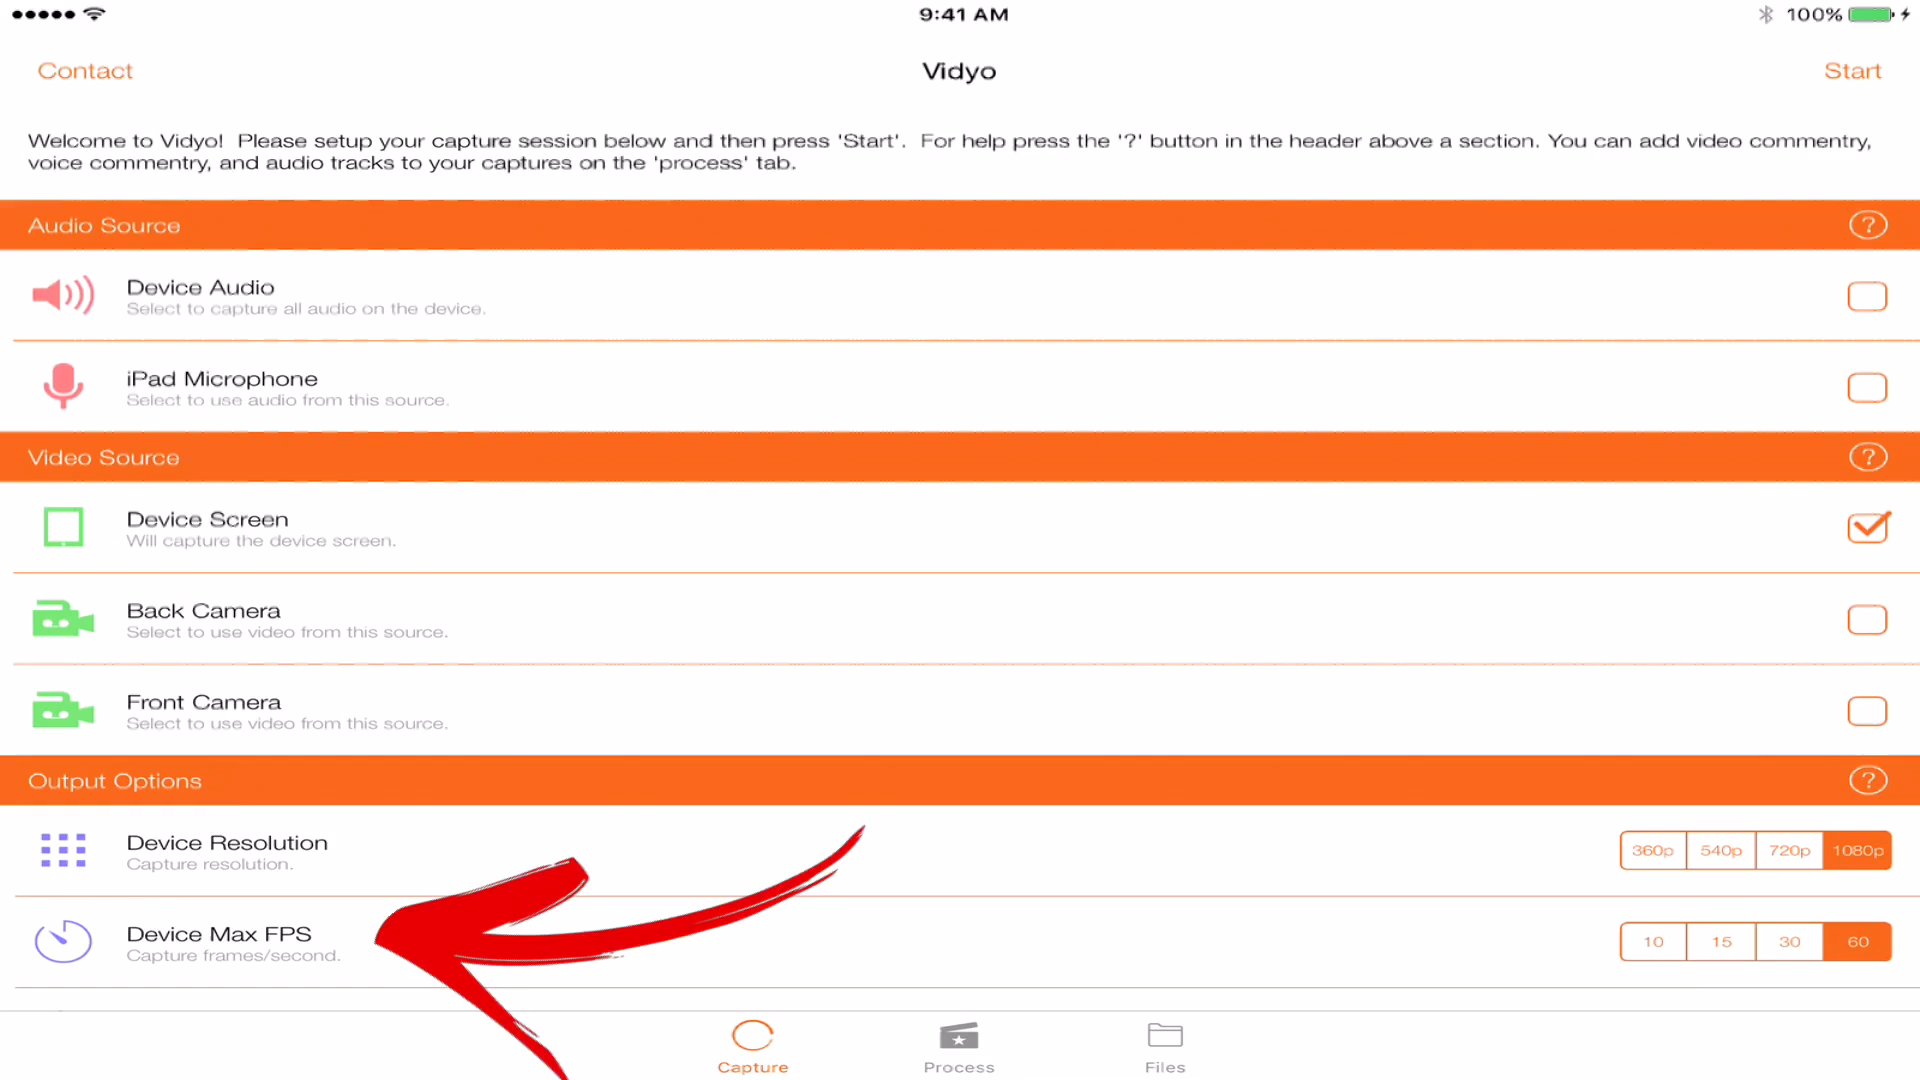 9:41 AM
100%
Contact
Vidyo
Start
Welcome to Vidyo!  Please setup your capture session below and then press 'Start'.  For help press the '?' button in the header above a section. You can add video commentry,
voice commentry, and audio tracks to your captures on the 'process' tab.
Audio Source
?
Device Audio
Select to capture all audio on the device.
iPad Microphone
Select to use audio from this source.
Video Source
?
Device Screen
Will capture the device screen.
Back Camera
Select to use video from this source.
Front Camera
Select to use video from this source.
Output Options
?
Device Resolution
Capture resolution.
360p 540p 720p 1080p
Device Max FPS
Capture frames/second.
10 15 30 60
Capture
Process
Files